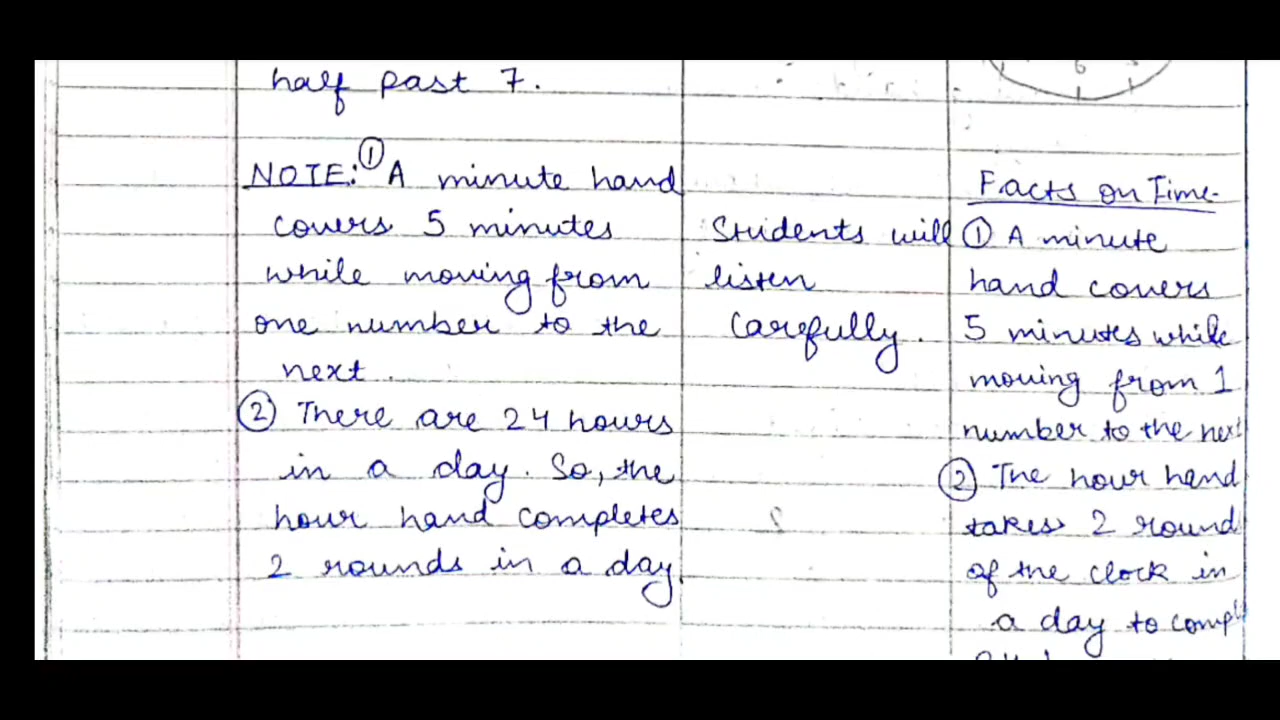 half past 7.
NOTE: ① A minute hand
covers 5 minutes
while moving from
one number to the
next.
② There are 24 hours
in a day. So, the
hour hand completes
2 rounds in a day
Students will
listen
carefully.
6
Facts on Time-
① A minute
hand covers
5 minutes while
moving from 1
number to the next
② The hour hand
takes 2 round
of the clock in
a day to compl